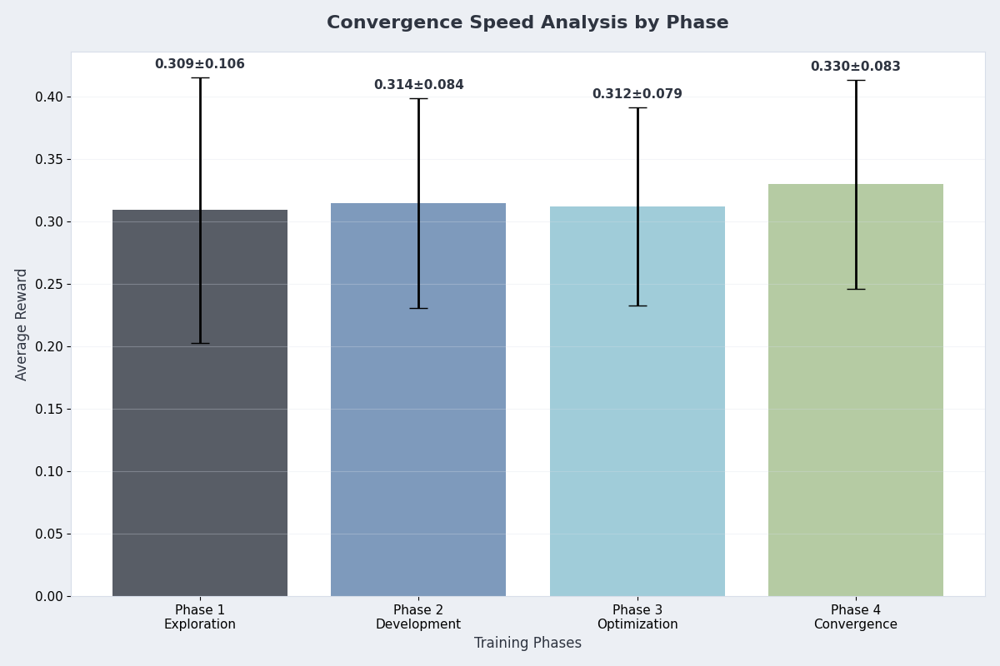 Convergence Speed Analysis by Phase
0.309±0.106
0.314±0.084
0.312±0.079
0.330±0.083
Average Reward
0.40
0.35
0.30
0.25
0.20
0.15
0.10
0.05
0.00
Phase 1
Exploration
Phase 2
Development
Phase 3
Optimization
Phase 4
Convergence
Training Phases